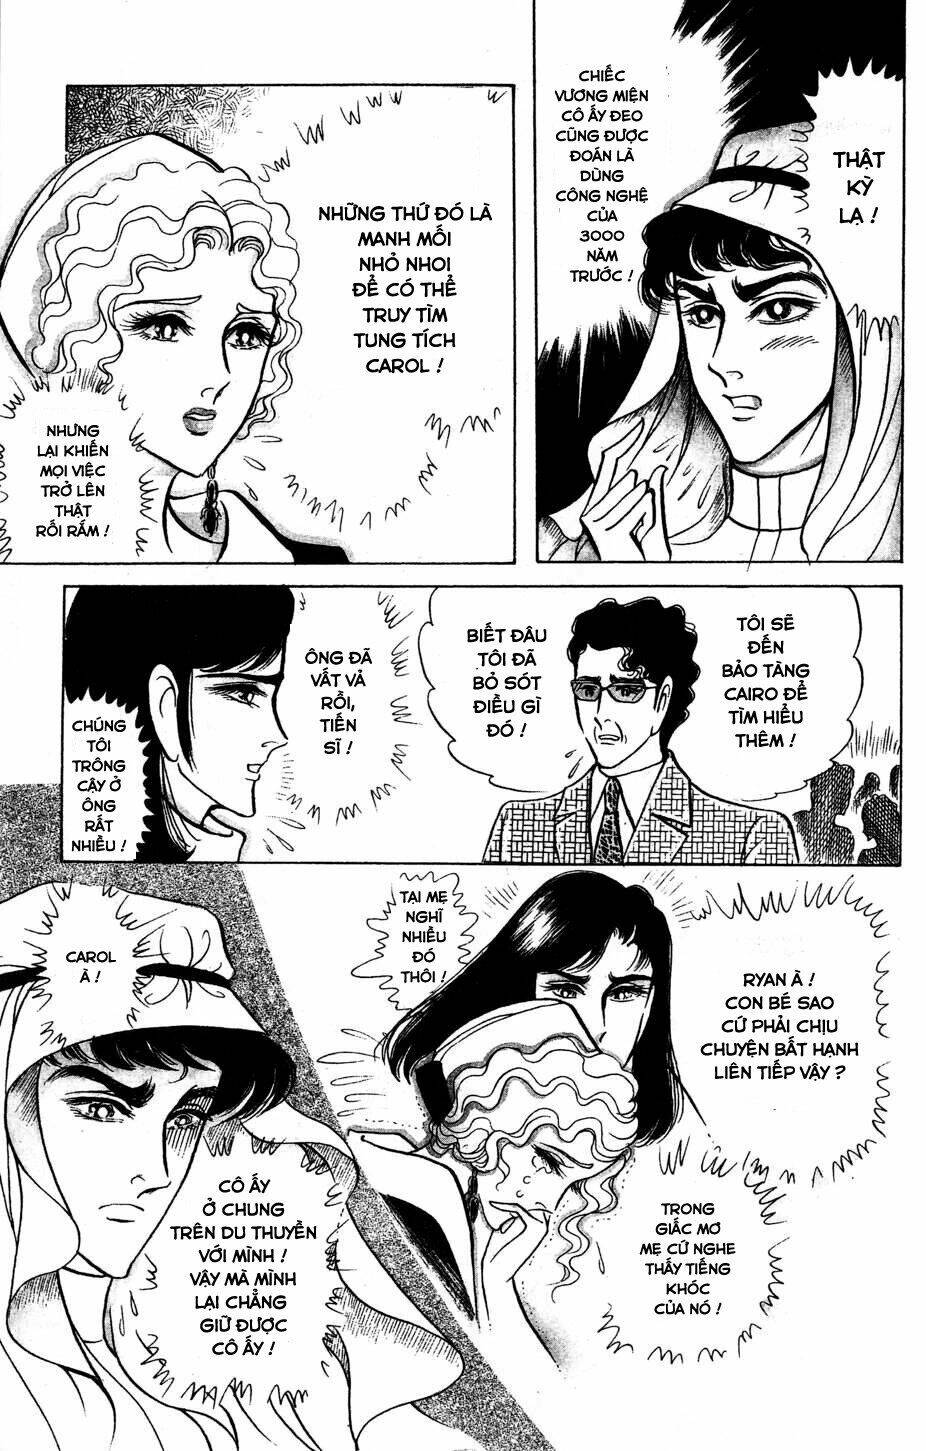 THẬT
KỲ
LẠ !
CHIẾC
VƯƠNG MIỆN
CÔ ẤY ĐEO
CŨNG ĐƯỢC
ĐOÁN LÀ
DÙNG
CÔNG NGHỆ
CỦA
3000
NĂM
TRƯỚC !
NHỮNG THỨ ĐÓ LÀ
MANH MỐI
NHỎ NHOI
ĐỂ CÓ THỂ
TRUY TÌM
TUNG TÍCH
CAROL !
NHƯNG
LẠI KHIẾN
MỌI VIỆC
TRỞ LÊN
THẬT
RỐI RẮM !
TÔI SẼ
ĐẾN
BẢO TÀNG
CAIRO ĐỂ
TÌM HIỂU
THÊM !
BIẾT ĐÂU
TÔI ĐÃ
BỎ SÓT
ĐIỀU GÌ
ĐÓ !
ÔNG ĐÃ
VẤT VẢ
RỒI,
TIẾN
SĨ !
CHÚNG
TÔI
TRÔNG
CẬY Ở
ÔNG
RẤT
NHIỀU !
RYAN À !
CON BÉ SAO
CỨ PHẢI CHỊU
CHUYỆN BẤT HẠNH
LIÊN TIẾP VẬY ?
TẠI MẸ
NGHĨ
NHIỀU
ĐÓ
THÔI !
TRONG
GIẤC MƠ
MẸ CỨ NGHE
THẤY TIẾNG
KHÓC
CỦA NÓ !
CAROL
À !
CÔ ẤY
Ở CHUNG
TRÊN DU THUYỀN
VỚI MÌNH !
VẬY MÀ MÌNH
LẠI CHẲNG
GIỮ ĐƯỢC
CÔ ẤY !